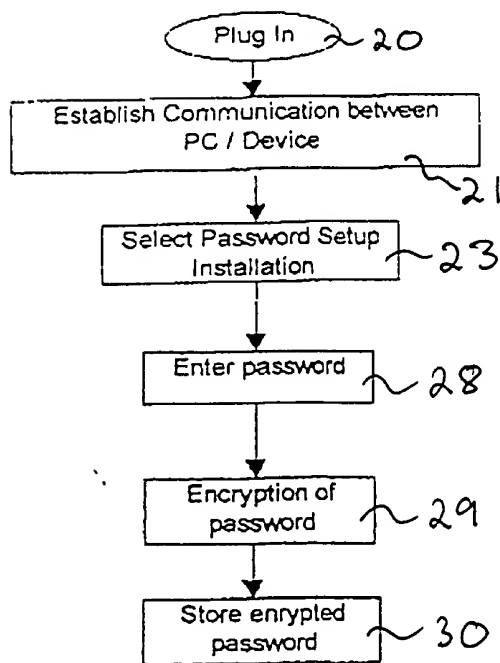 Plug In 20
Establish Communication between
PC / Device
21
Select Password Setup
Installation 23
Enter password 28
Encryption of
password 29
Store enrypted
password 30